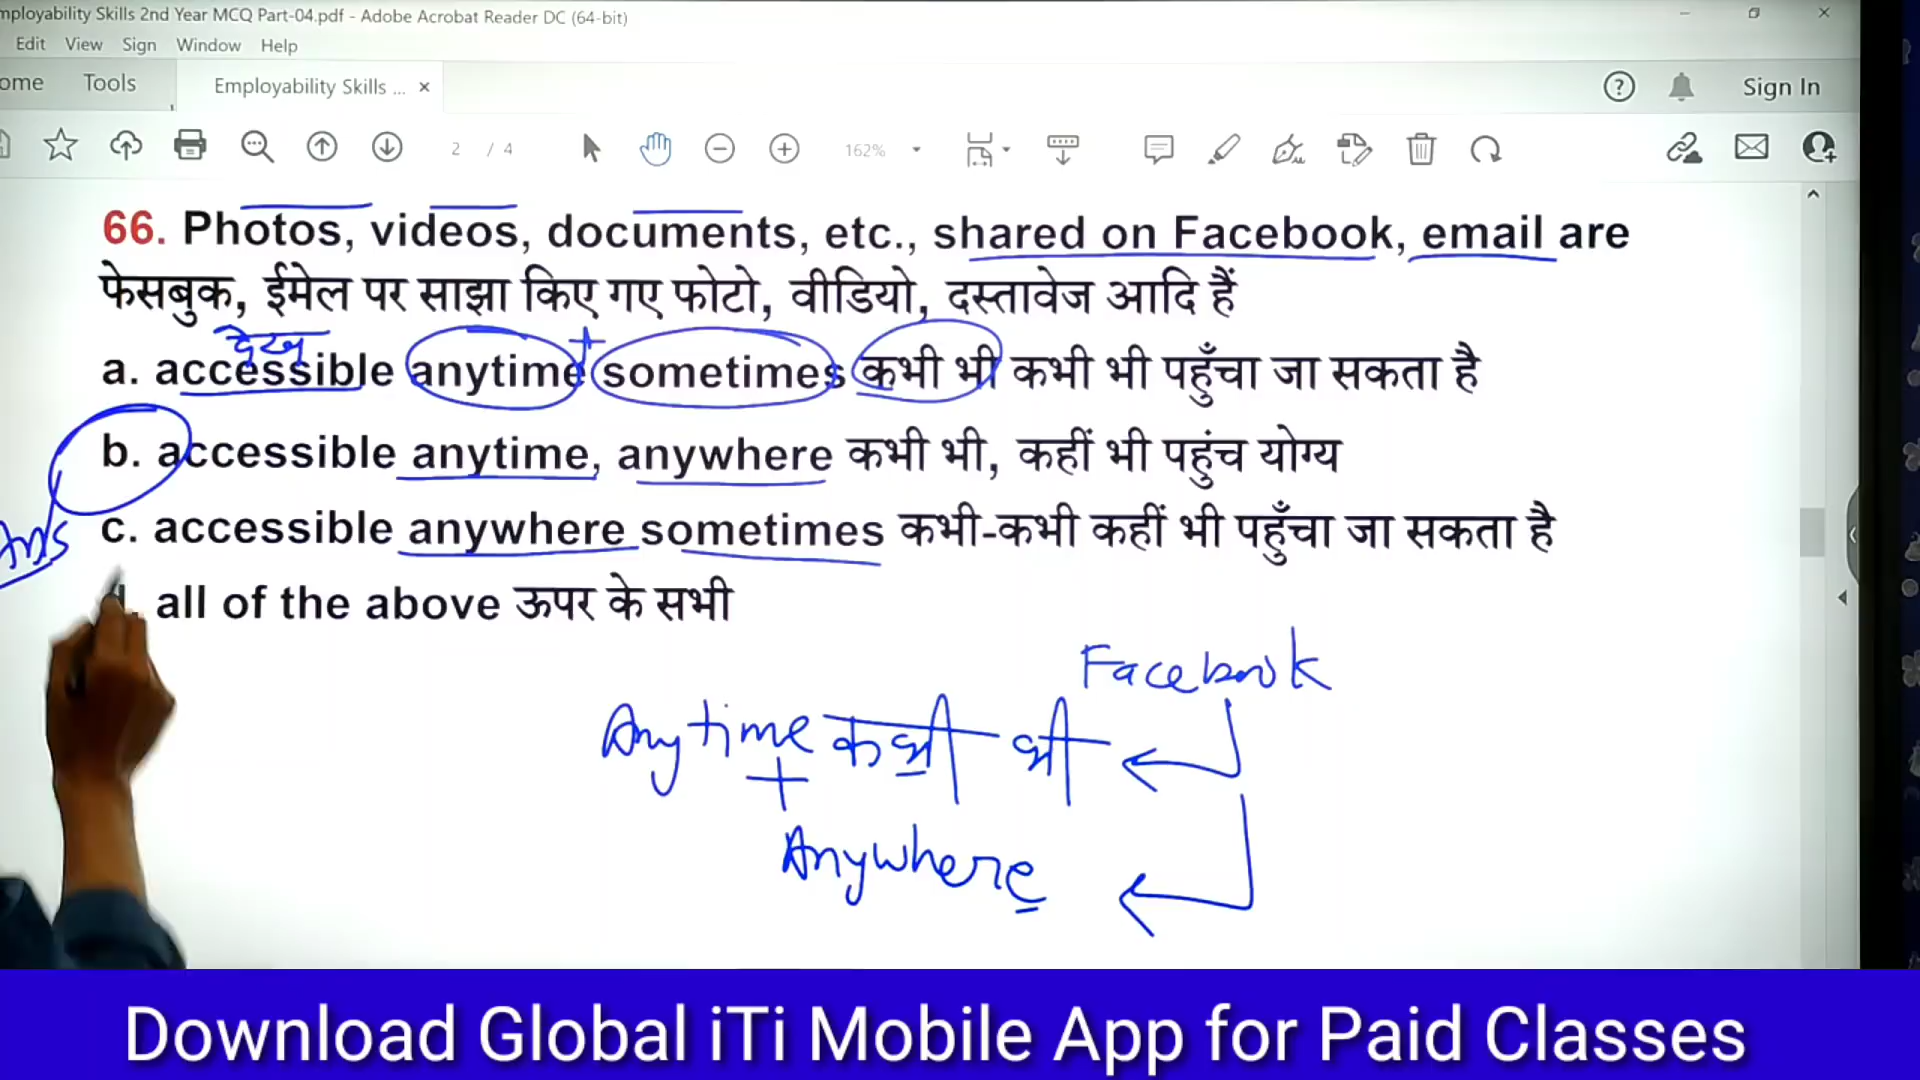 mployability Skills 2nd Year MCQ Part-04.pdf - Adobe Acrobat Reader DC (64-bit)
Edit View Sign Window Help
ome Tools Employability Skills ... × Sign In
2 / 4 162%
66. Photos, videos, documents, etc., shared on Facebook, email are
फेसबुक, ईमेल पर साझा किए गए फोटो, वीडियो, दस्तावेज आदि हैं
देख
a. accessible anytime + sometimes कभी भी कभी भी पहुँचा जा सकता है
b. accessible anytime, anywhere कभी भी, कहीं भी पहुंच योग्य
Ans
c. accessible anywhere sometimes कभी-कभी कहीं भी पहुँचा जा सकता है
d. all of the above ऊपर के सभी
Facebook
Anytime कभी भी
+
Anywhere
Download Global iTi Mobile App for Paid Classes